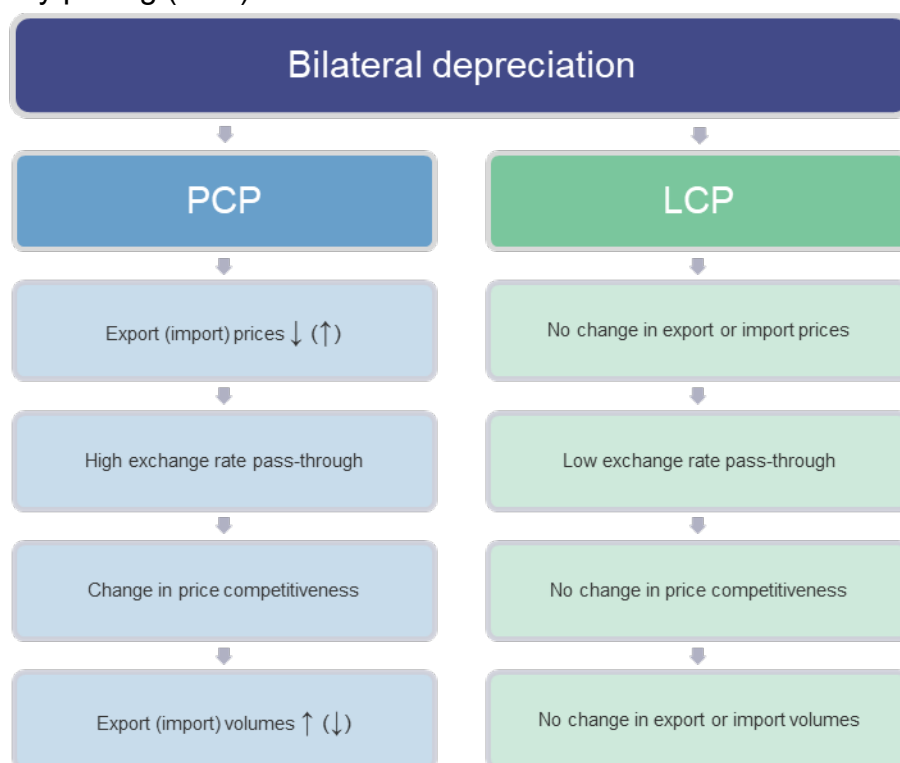 Bilateral depreciation
PCP
LCP
Export (import) prices ↓ (↑)
No change in export or import prices
High exchange rate pass-through
Low exchange rate pass-through
Change in price competitiveness
No change in price competitiveness
Export (import) volumes ↑ (↓)
No change in export or import volumes